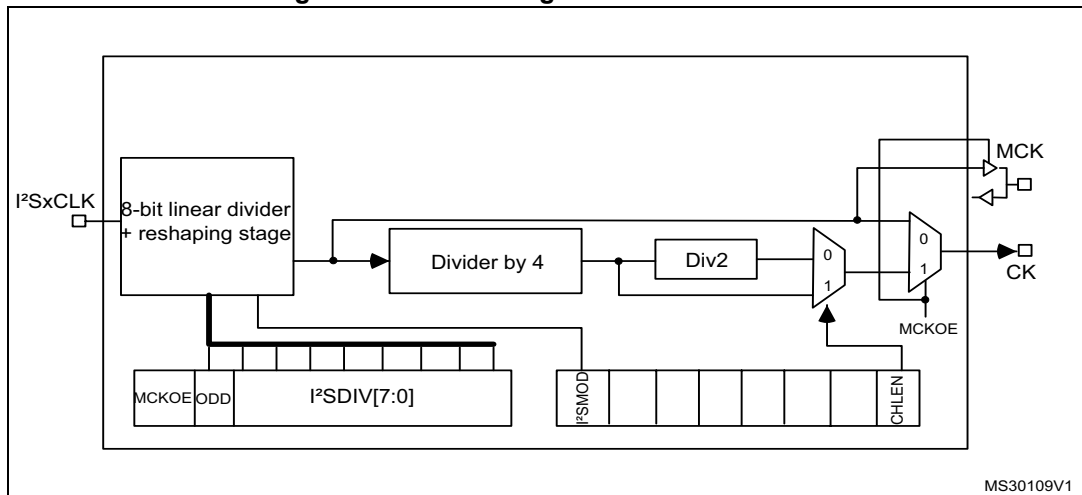 MCK
I²SxCLK
8-bit linear divider
+ reshaping stage
0
Divider by 4
Div2
0
1
1
CK
MCKOE
MCKOE
ODD
I²SDIV[7:0]
I²SMOD
CHLEN
MS30109V1